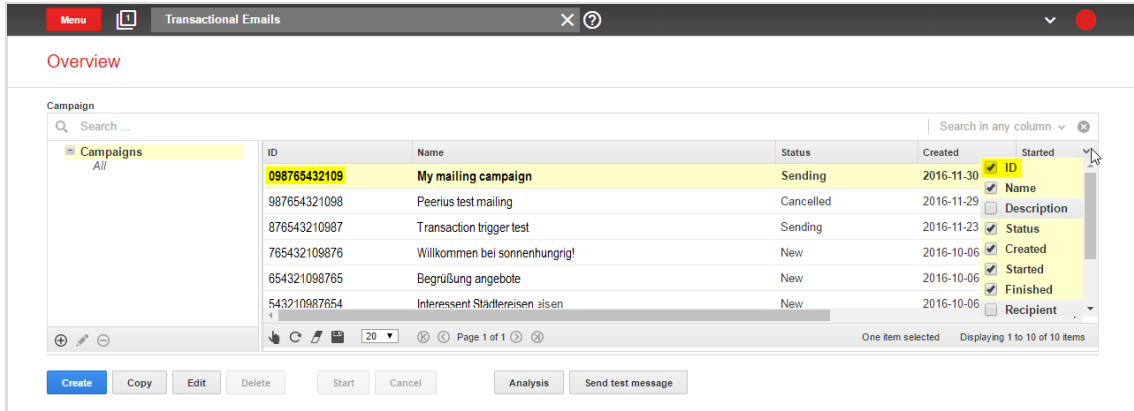 Menu 1 Transactional Emails
Overview
Campaign
Search ... Search in any column
Campaigns
All
ID Name Status Created Started
098765432109 My mailing campaign Sending 2016-11-30
987654321098 Peerius test mailing Cancelled 2016-11-29
876543210987 Transaction trigger test Sending 2016-11-23
765432109876 Willkommen bei sonnenhungrig! New 2016-10-06
654321098765 Begrüßung angebote New 2016-10-06
543210987654 Interessent Städtereisen eisen New 2016-10-06
ID
Name
Description
Status
Created
Started
Finished
Recipient
20 Page 1 of 1 One item selected Displaying 1 to 10 of 10 items
Create Copy Edit Delete Start Cancel Analysis Send test message